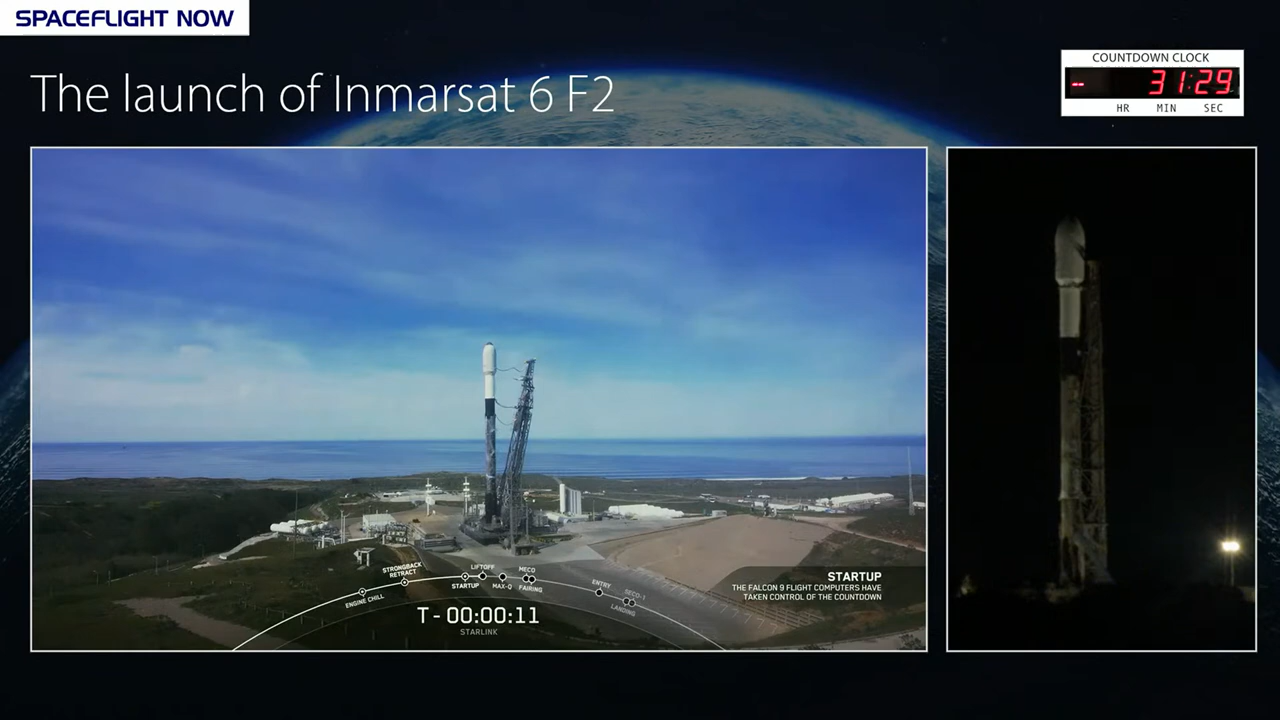 SPACEFLIGHT NOW
The launch of Inmarsat 6 F2
COUNTDOWN CLOCK
-- 31:29
HR MIN SEC
ENGINE CHILL
STRONGBACK
RETRACT
STARTUP
LIFTOFF
MAX-Q
MECO
FAIRING
ENTRY
SECO-1
LANDING
T - 00:00:11
STARLINK
STARTUP
THE FALCON 9 FLIGHT COMPUTERS HAVE
TAKEN CONTROL OF THE COUNTDOWN